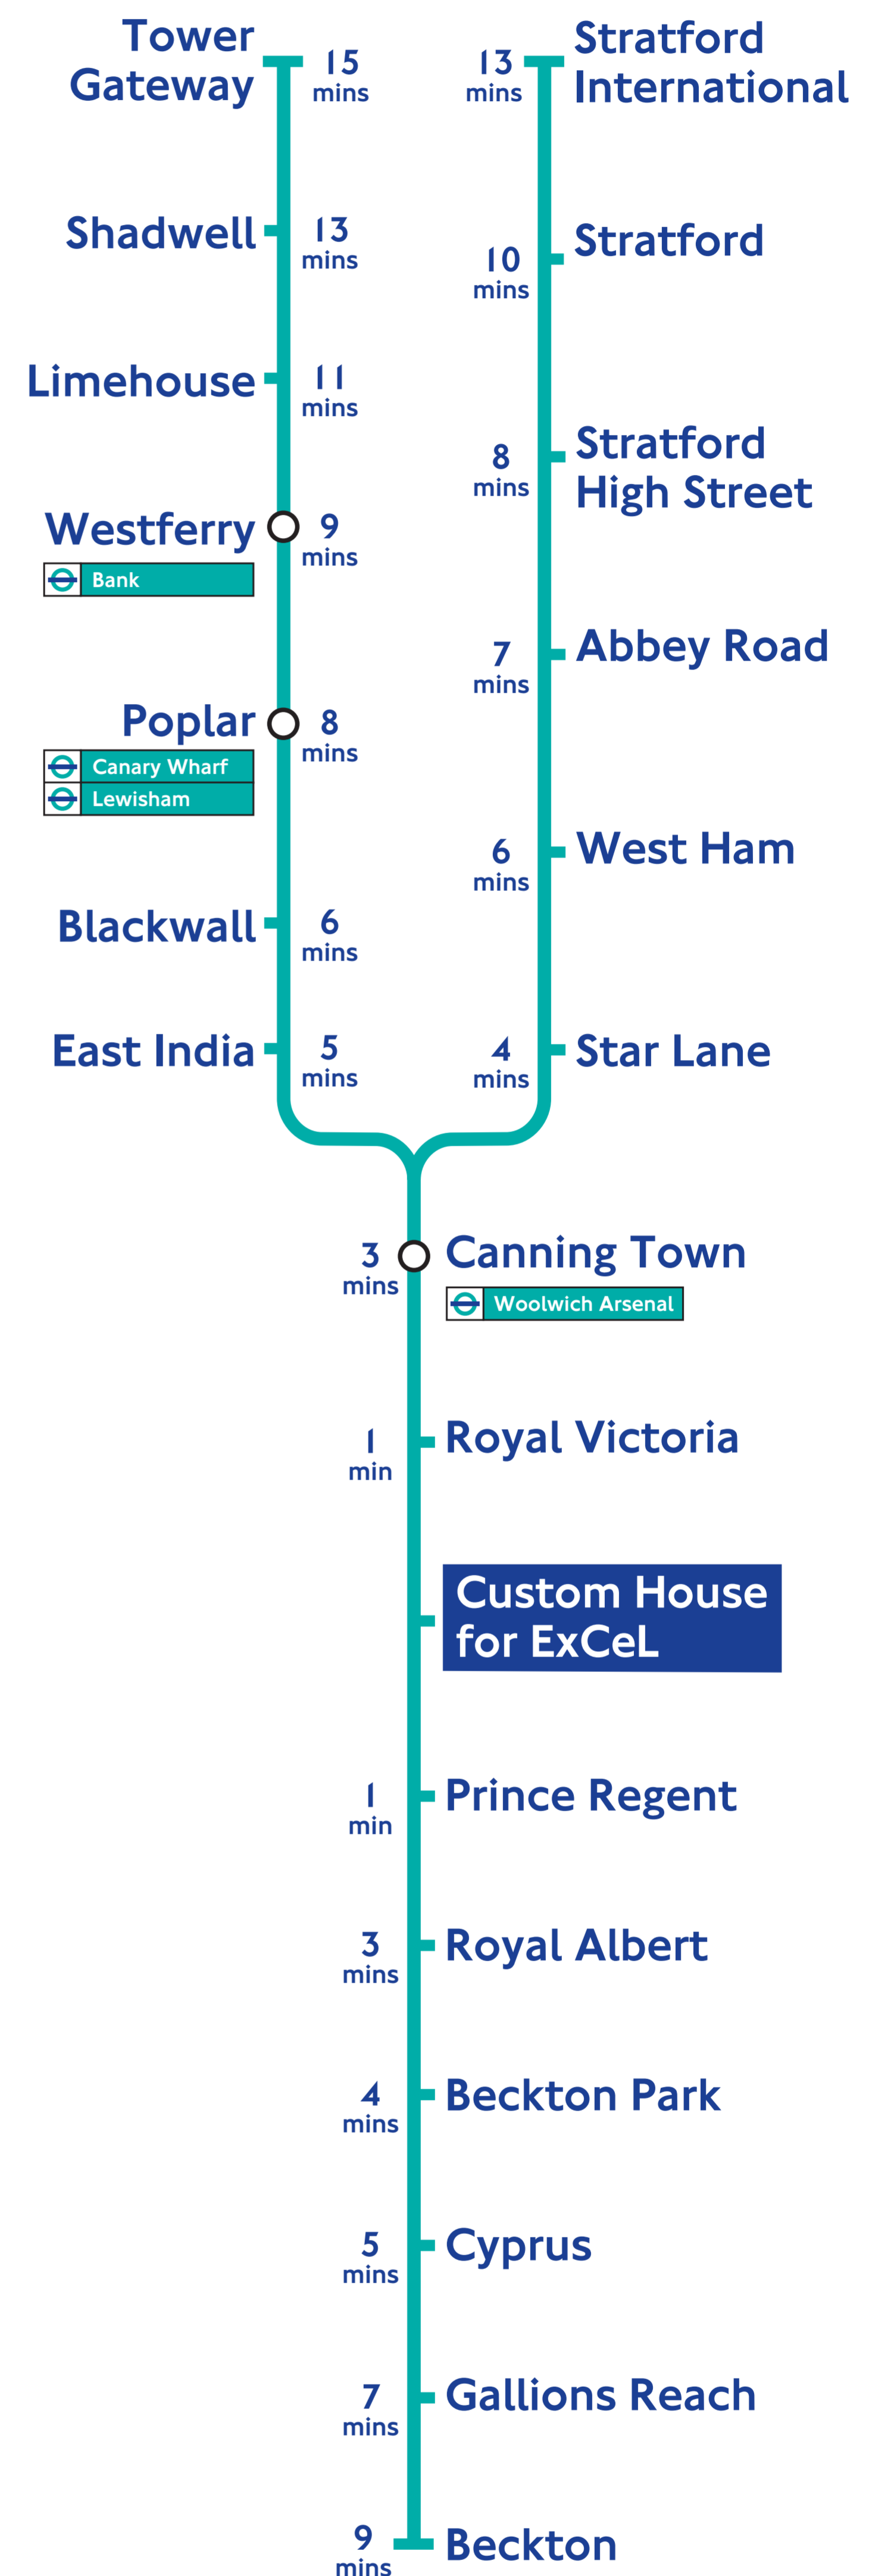 Tower
Gateway
15
mins
13
mins
Stratford
International
Shadwell
13
mins
10
mins
Stratford
Limehouse
11
mins
8
mins
Stratford
High Street
Westferry
9
mins
Bank
7
mins
Abbey Road
Poplar
8
mins
Canary Wharf
Lewisham
6
mins
West Ham
Blackwall
6
mins
East India
5
mins
4
mins
Star Lane
3
mins
Canning Town
Woolwich Arsenal
1
min
Royal Victoria
Custom House
for ExCeL
1
min
Prince Regent
3
mins
Royal Albert
4
mins
Beckton Park
5
mins
Cyprus
7
mins
Gallions Reach
9
mins
Beckton